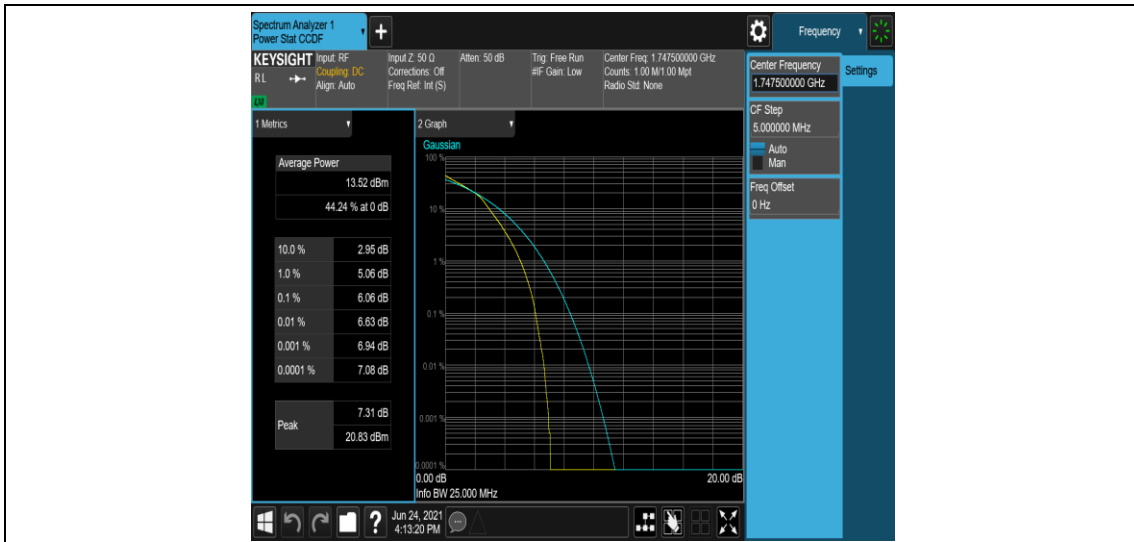 Spectrum Analyzer 1
Power Stat CCDF
+
Frequency
KEYSIGHT
RL
LXI
Input: RF
Coupling: DC
Align: Auto
Input Z: 50 Ω
Corrections: Off
Freq Ref: Int (S)
Atten: 50 dB
Trig: Free Run
#IF Gain: Low
Center Freq: 1.747500000 GHz
Counts: 1.00 M/1.00 Mpt
Radio Std: None
Center Frequency
1.747500000 GHz
Settings
CF Step
5.000000 MHz
Auto
Man
Freq Offset
0 Hz
1 Metrics
Average Power
13.52 dBm
44.24 % at 0 dB
10.0 % 2.95 dB
1.0 % 5.06 dB
0.1 % 6.06 dB
0.01 % 6.63 dB
0.001 % 6.94 dB
0.0001 % 7.08 dB
Peak
7.31 dB
20.83 dBm
2 Graph
Gaussian
100 %
10 %
1 %
0.1 %
0.01 %
0.001 %
0.0001 %
0.00 dB 20.00 dB
Info BW 25.000 MHz
?
Jun 24, 2021
4:13:20 PM